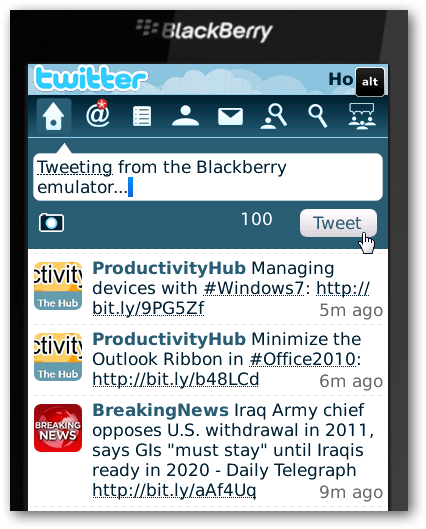 BlackBerry
twitter
Ho
alt
Tweeting from the Blackberry
emulator...
100
Tweet
ctivity
The Hub
ProductivityHub Managing
devices with #Windows7: http://
bit.ly/9PG5Zf
5m ago
ctivity
The Hub
ProductivityHub Minimize the
Outlook Ribbon in #Office2010:
http://bit.ly/b48LCd
6m ago
BREAKING
NEWS
BreakingNews Iraq Army chief
opposes U.S. withdrawal in 2011,
says GIs "must stay" until Iraqis
ready in 2020 - Daily Telegraph
http://bit.ly/aAf4Uq
9m ago